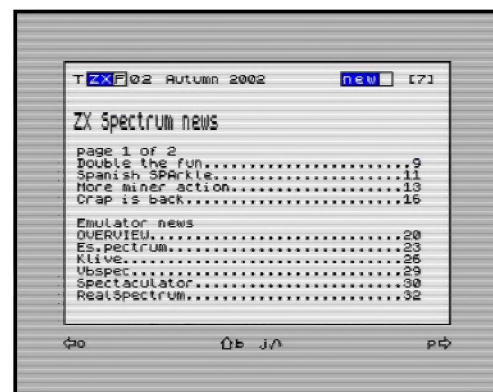 T ZXF02 Autumn 2002 new [7]
ZX Spectrum news
page 1 of 2
Double the fun........................9
Spanish SPArkle......................11
More miner action....................13
Crap is back.........................16
Emulator news
OVERVIEW.............................20
Es.pectrum...........................23
Klive................................26
Vbspec...............................29
Spectaculator........................30
RealSpectrum.........................32
⇦o ⇧b j/n p⇨